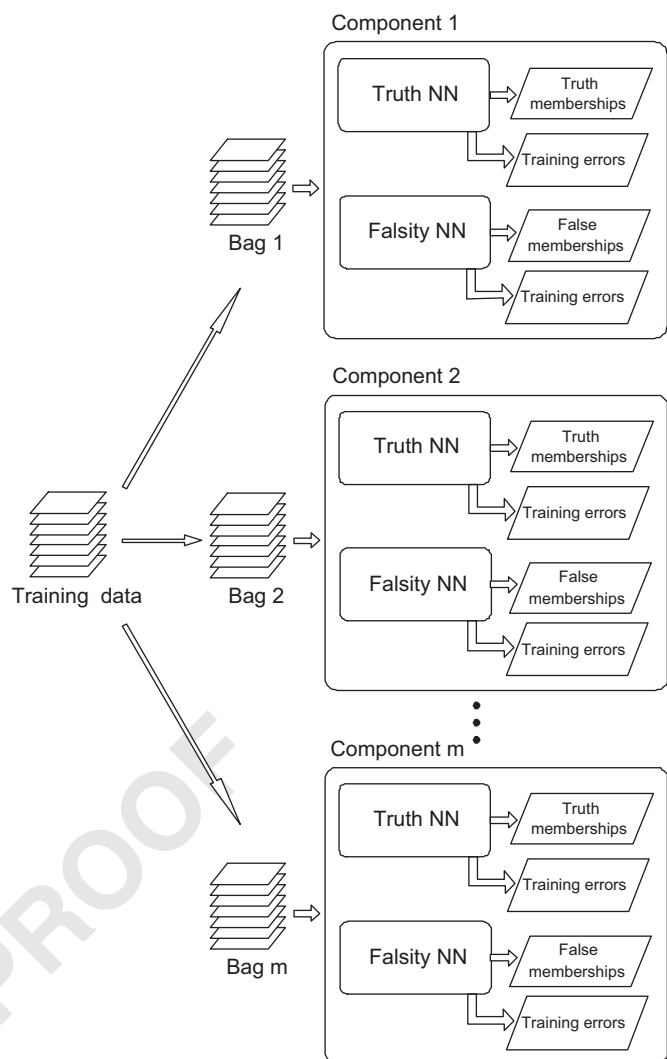 Component 1
Truth NN
Truth
memberships
Training errors
Bag 1
Falsity NN
False
memberships
Training errors
Component 2
Truth NN
Truth
memberships
Training errors
Training data
Bag 2
Falsity NN
False
memberships
Training errors
Component m
Truth NN
Truth
memberships
Training errors
Bag m
Falsity NN
False
memberships
Training errors
PROOF